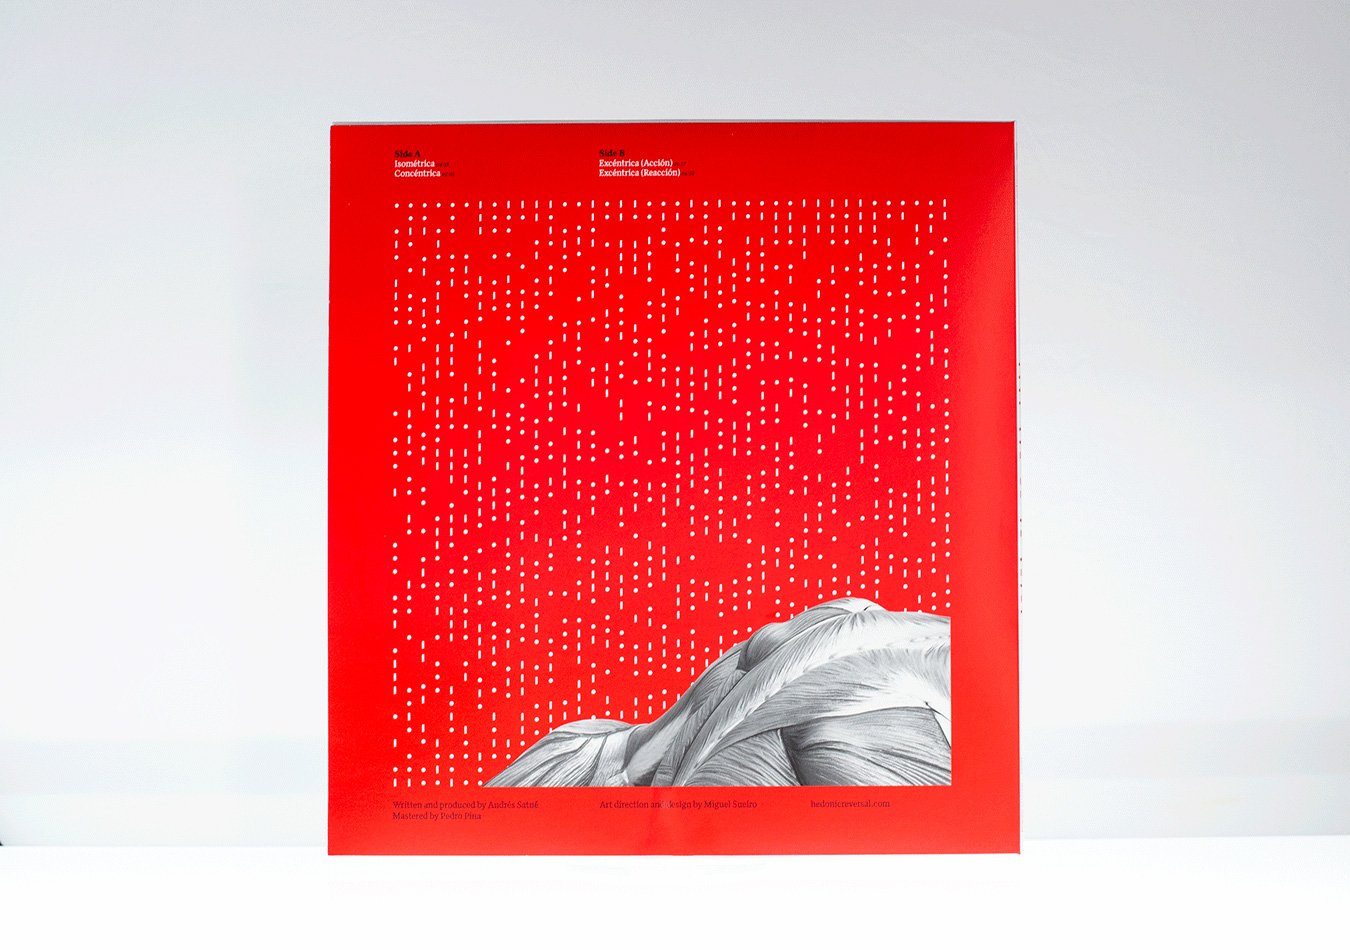 Side A
Isométrica
Concéntrica
Side B
Excéntrica (Acción)
Excéntrica (Reacción)
Written and produced by Andrés Satué
Mastered by Pedro Pina
Art direction and design by Miguel Sueiro
hedonicreversal.com